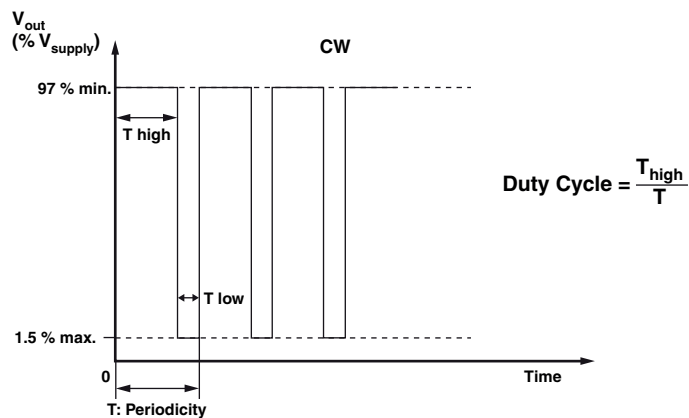 Vout
(% Vsupply)
CW
97 % min.
T high
Duty Cycle = Thigh
T
T low
1.5 % max.
0
Time
T: Periodicity